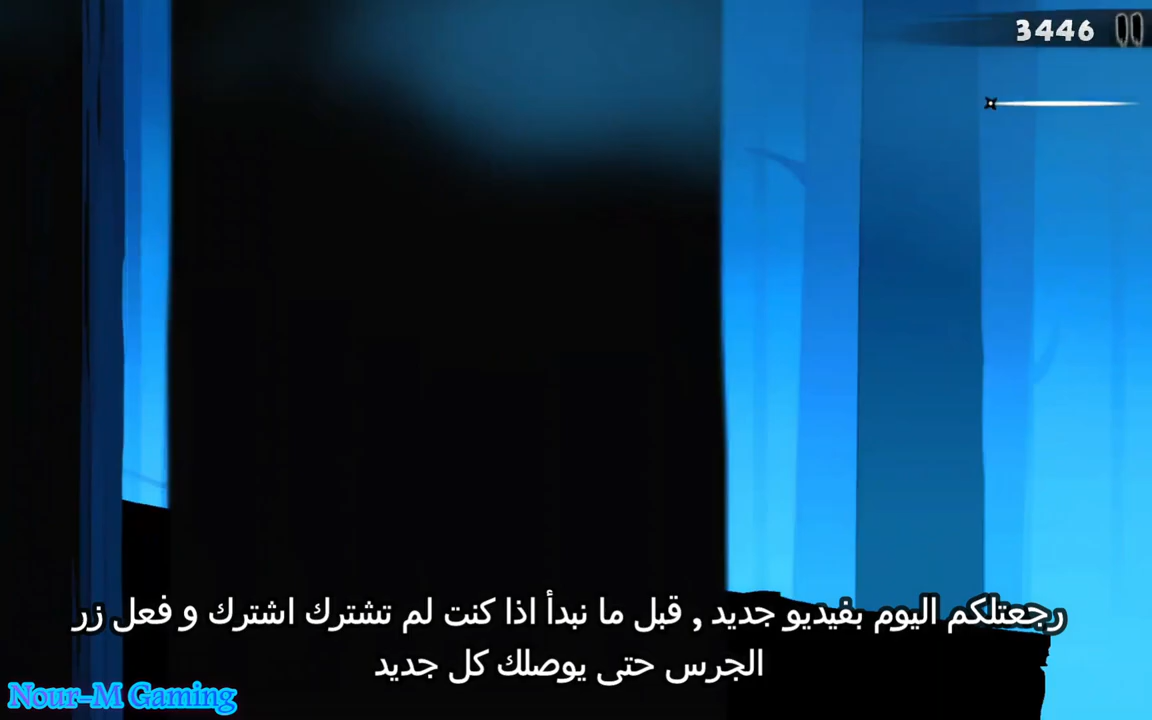 3446
رجعتلكم اليوم بفيديو جديد , قبل ما نبدأ اذا كنت لم تشترك اشترك و فعل زر
الجرس حتى يوصلك كل جديد
Nour-M Gaming